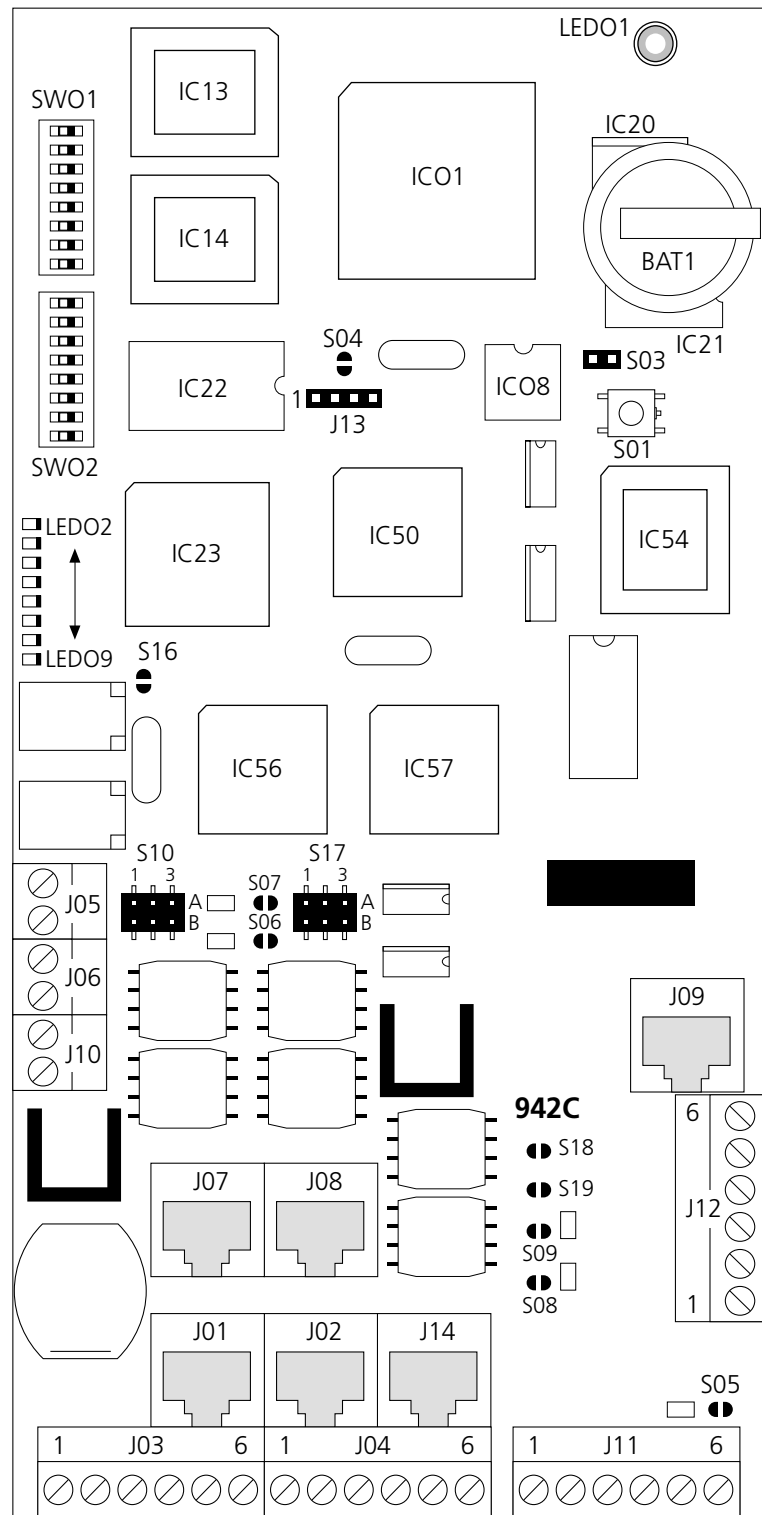 LEDO1
IC13
SWO1
IC20
ICO1
IC14
BAT1
S04
IC21
S03
IC22
ICO8
1
J13
S01
SWO2
LEDO2
IC23
IC50
IC54
LEDO9
S16
IC56
IC57
S10
S17
1 3
S07
1 3
J05
A
A
B
S06
B
J06
J09
J10
942C
6
S18
J07
J08
S19
J12
S09
S08
1
J01
J02
J14
S05
1 J03 6
1 J04 6
1 J11 6